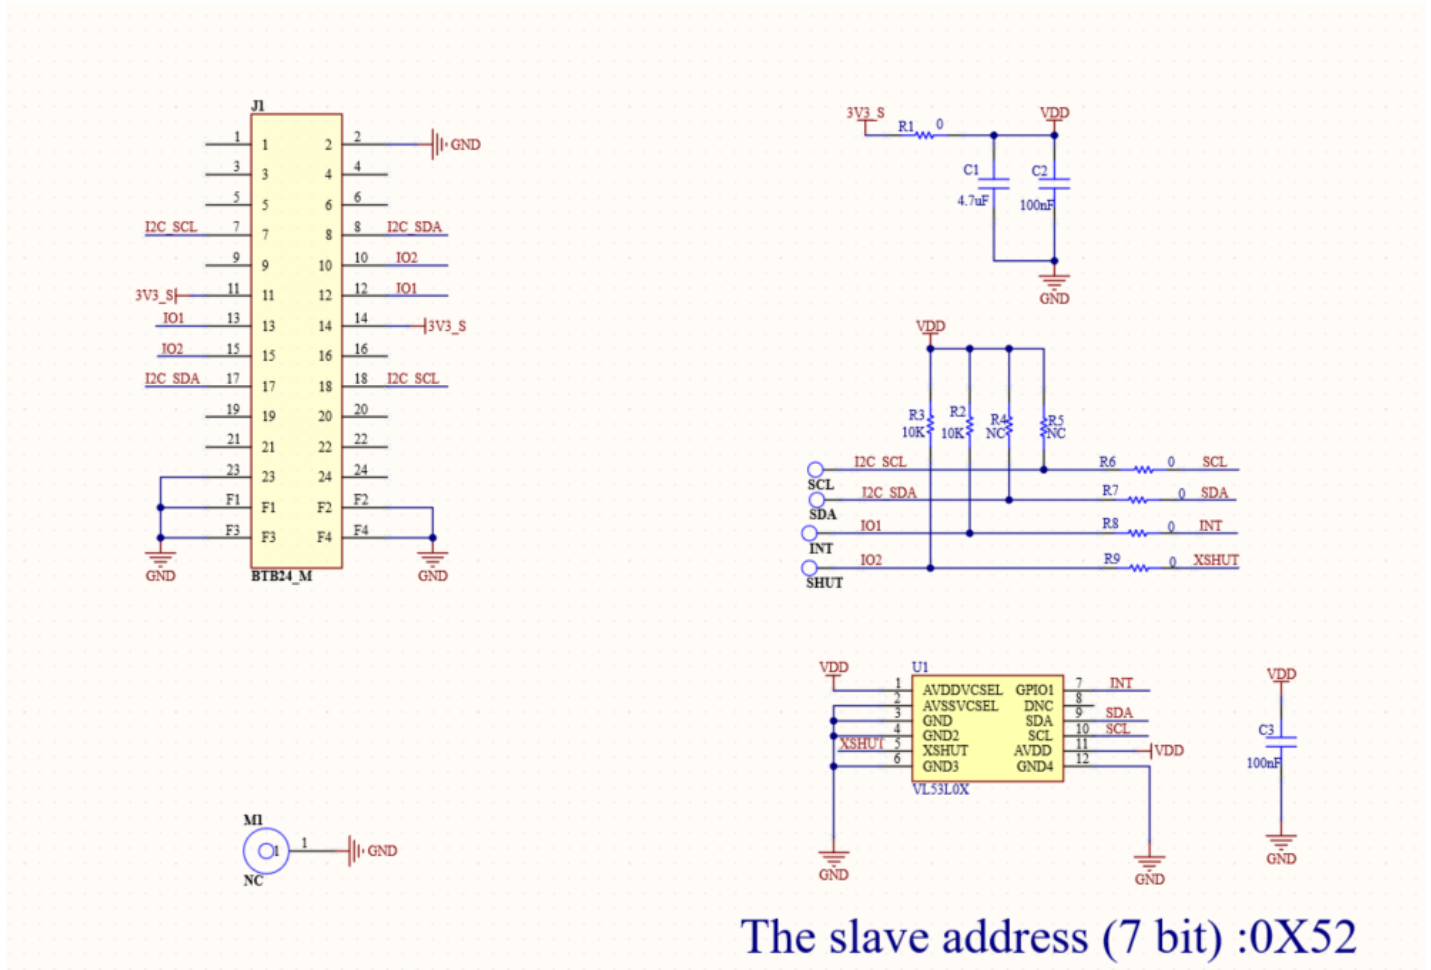 J1
1 1 2 2 GND
3 3 4 4
5 5 6 6
I2C_SCL 7 7 8 8 I2C_SDA
9 9 10 10 IO2
3V3_S 11 11 12 12 IO1
IO1 13 13 14 14 3V3_S
IO2 15 15 16 16
I2C_SDA 17 17 18 18 I2C_SCL
19 19 20 20
21 21 22 22
23 23 24 24
F1 F1 F2 F2
F3 F3 F4 F4
GND BTB24_M GND
M1
1 1 GND
NC
3V3_S R1 0 VDD
C1 C2
4.7uF 100nF
GND
VDD
R3 R2 R4 R5
10K 10K NC NC
I2C_SCL R6 0 SCL
SCL
I2C_SDA R7 0 SDA
SDA
IO1 R8 0 INT
INT
IO2 R9 0 XSHUT
SHUT
VDD U1
1 AVDDVCSEL GPIO1 7 INT
2 AVSSVCSEL DNC 8
3 GND SDA 9 SDA
4 GND2 SCL 10 SCL
XSHUT 5 XSHUT AVDD 11 VDD
6 GND3 GND4 12
VL53L0X
GND GND
VDD
C3
100nF
GND
The slave address (7 bit) :0X52